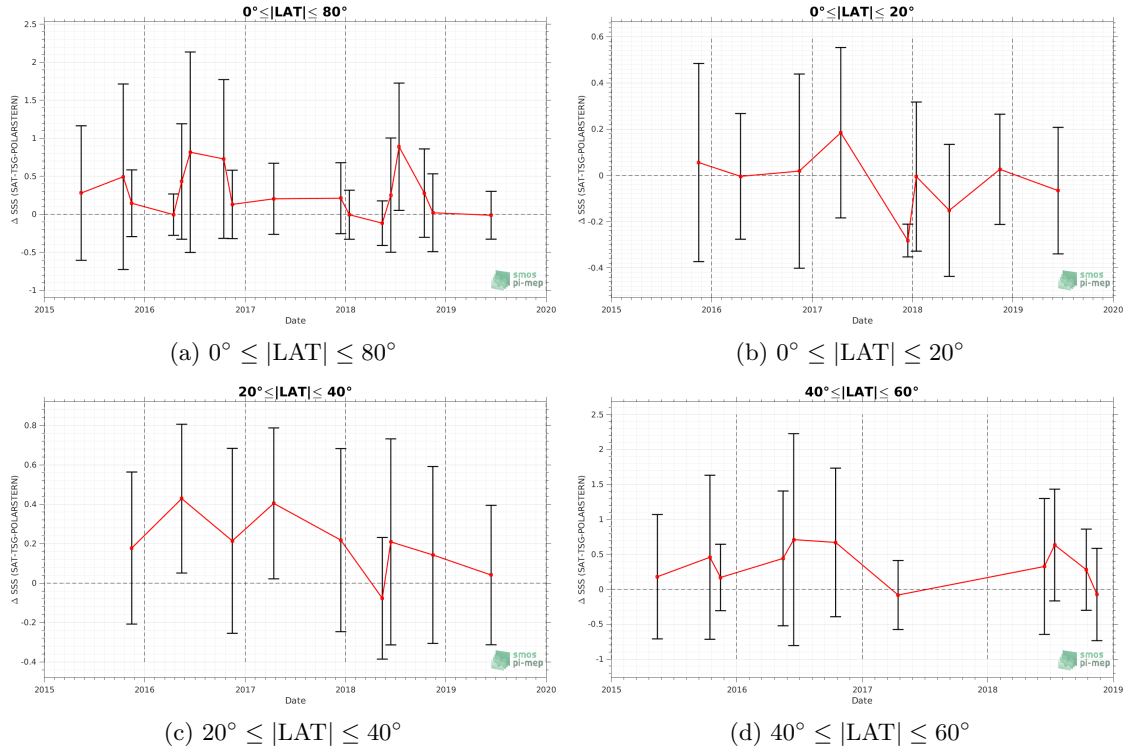 0°≤|LAT|≤ 80°
Δ SSS (SAT-TSG-POLARSTERN)
2.5
2
1.5
1
0.5
0
-0.5
-1
2015
2016
2017
2018
2019
2020
Date
smos
pi-mep
(a) 0° ≤ |LAT| ≤ 80°
0°≤|LAT|≤ 20°
Δ SSS (SAT-TSG-POLARSTERN)
0.6
0.4
0.2
0
-0.2
-0.4
2015
2016
2017
2018
2019
2020
Date
smos
pi-mep
(b) 0° ≤ |LAT| ≤ 20°
20°≤|LAT|≤ 40°
Δ SSS (SAT-TSG-POLARSTERN)
0.8
0.6
0.4
0.2
0
-0.2
-0.4
2015
2016
2017
2018
2019
2020
Date
smos
pi-mep
(c) 20° ≤ |LAT| ≤ 40°
40°≤|LAT|≤ 60°
Δ SSS (SAT-TSG-POLARSTERN)
2.5
2
1.5
1
0.5
0
-0.5
-1
2015
2016
2017
2018
2019
Date
smos
pi-mep
(d) 40° ≤ |LAT| ≤ 60°